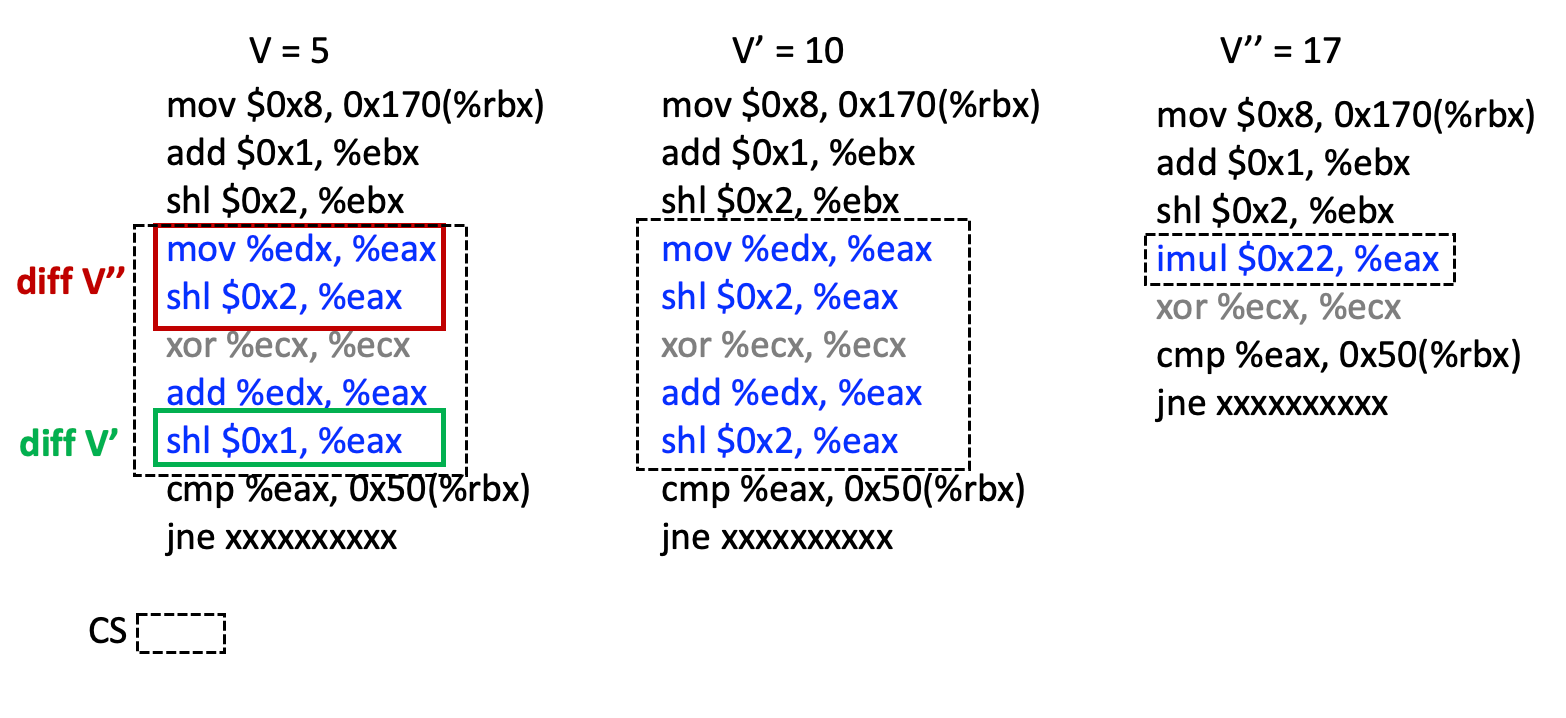 V = 5
mov $0x8, 0x170(%rbx)
add $0x1, %ebx
shl $0x2, %ebx
mov %edx, %eax
shl $0x2, %eax
xor %ecx, %ecx
add %edx, %eax
shl $0x1, %eax
cmp %eax, 0x50(%rbx)
jne xxxxxxxxxx
diff V’’
diff V’
CS
V’ = 10
mov $0x8, 0x170(%rbx)
add $0x1, %ebx
shl $0x2, %ebx
mov %edx, %eax
shl $0x2, %eax
xor %ecx, %ecx
add %edx, %eax
shl $0x2, %eax
cmp %eax, 0x50(%rbx)
jne xxxxxxxxxx
V’’ = 17
mov $0x8, 0x170(%rbx)
add $0x1, %ebx
shl $0x2, %ebx
imul $0x22, %eax
xor %ecx, %ecx
cmp %eax, 0x50(%rbx)
jne xxxxxxxxxx